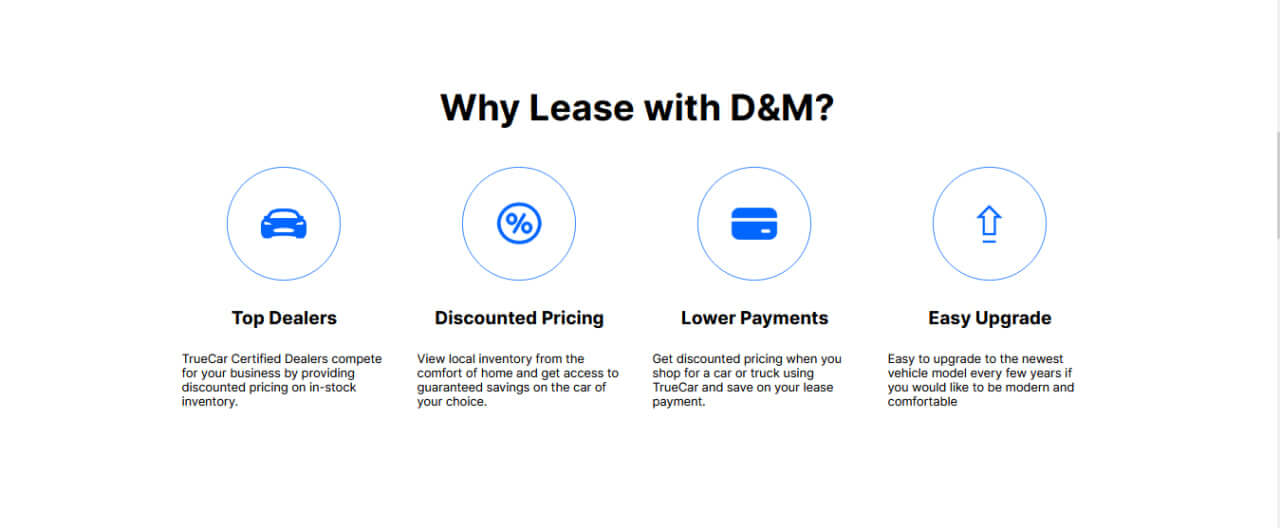 Why Lease with D&M?
Top Dealers
TrueCar Certified Dealers compete
for your business by providing
discounted pricing on in-stock
inventory.
Discounted Pricing
View local inventory from the
comfort of home and get access to
guaranteed savings on the car of
your choice.
Lower Payments
Get discounted pricing when you
shop for a car or truck using
TrueCar and save on your lease
payment.
Easy Upgrade
Easy to upgrade to the newest
vehicle model every few years if
you would like to be modern and
comfortable